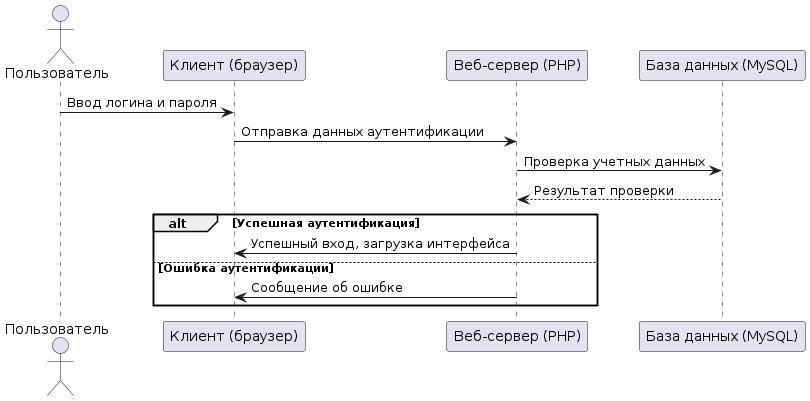 Пользователь
Клиент (браузер)
Веб-сервер (PHP)
База данных (MySQL)
Ввод логина и пароля
Отправка данных аутентификации
Проверка учетных данных
Результат проверки
alt [Успешная аутентификация]
Успешный вход, загрузка интерфейса
[Ошибка аутентификации]
Сообщение об ошибке
Пользователь
Клиент (браузер)
Веб-сервер (PHP)
База данных (MySQL)